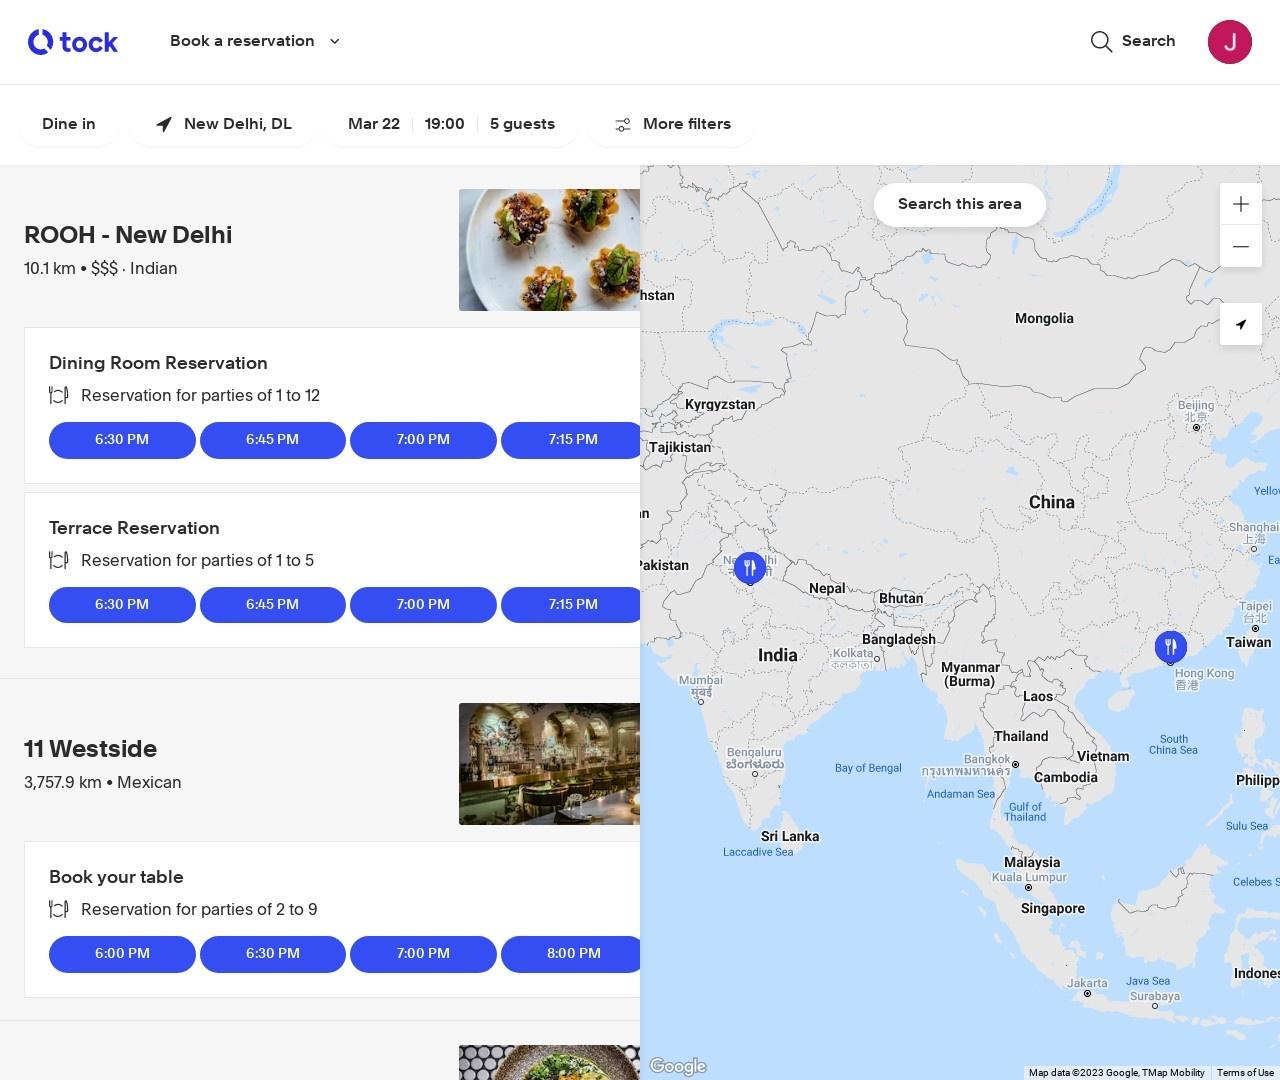 tock
Book a reservation
Search
J
Dine in
New Delhi, DL
Mar 22
19:00
5 guests
More filters
ROOH - New Delhi
10.1 km • $$$ · Indian
Dining Room Reservation
Reservation for parties of 1 to 12
6:30 PM
6:45 PM
7:00 PM
7:15 PM
Terrace Reservation
Reservation for parties of 1 to 5
6:30 PM
6:45 PM
7:00 PM
7:15 PM
11 Westside
3,757.9 km • Mexican
Book your table
Reservation for parties of 2 to 9
6:00 PM
6:30 PM
7:00 PM
8:00 PM
Search this area
hstan
Mongolia
Kyrgyzstan
Beijing
北京
Tajikistan
China
Yellow
an
Shanghai
上海
Ea
Pakistan
Nepal
Bhutan
Taipei
台北
Bangladesh
Taiwan
India
Kolkata
কলকাতা
Myanmar
(Burma)
Hong Kong
香港
Mumbai
मुंबई
Laos
Thailand
South
China Sea
Vietnam
Bengaluru
ಬೆಂಗಳೂರು
Bay of Bengal
Bangkok
กรุงเทพมหานคร
Cambodia
Philipp
Andaman Sea
Gulf of
Thailand
Sulu Sea
Sri Lanka
Laccadive Sea
Malaysia
Kuala Lumpur
Celebes S
Singapore
Indones
Jakarta
Java Sea
Surabaya
Google
Map data ©2023 Google, TMap Mobility
Terms of Use